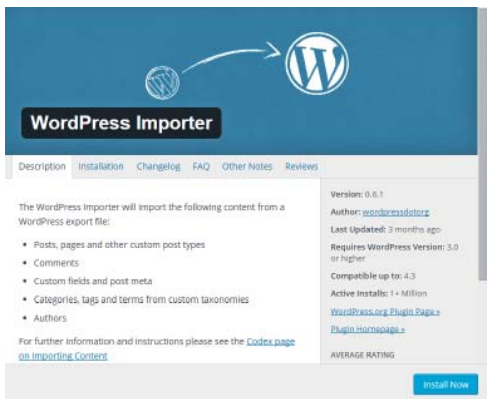 WordPress Importer
Description Installation Changelog FAQ Other Notes Reviews
The WordPress Importer will import the following content from a
WordPress export file:
Posts, pages and other custom post types
Comments
Custom fields and post meta
Categories, tags and terms from custom taxonomies
Authors
For further information and instructions please see the Codex page
on Importing Content
Version: 0.6.1
Author: wordpressdotorg
Last Updated: 3 months ago
Requires WordPress Version: 3.0
or higher
Compatible up to: 4.3
Active Installs: 1+ Million
WordPress.org Plugin Page »
Plugin Homepage »
AVERAGE RATING
Install Now